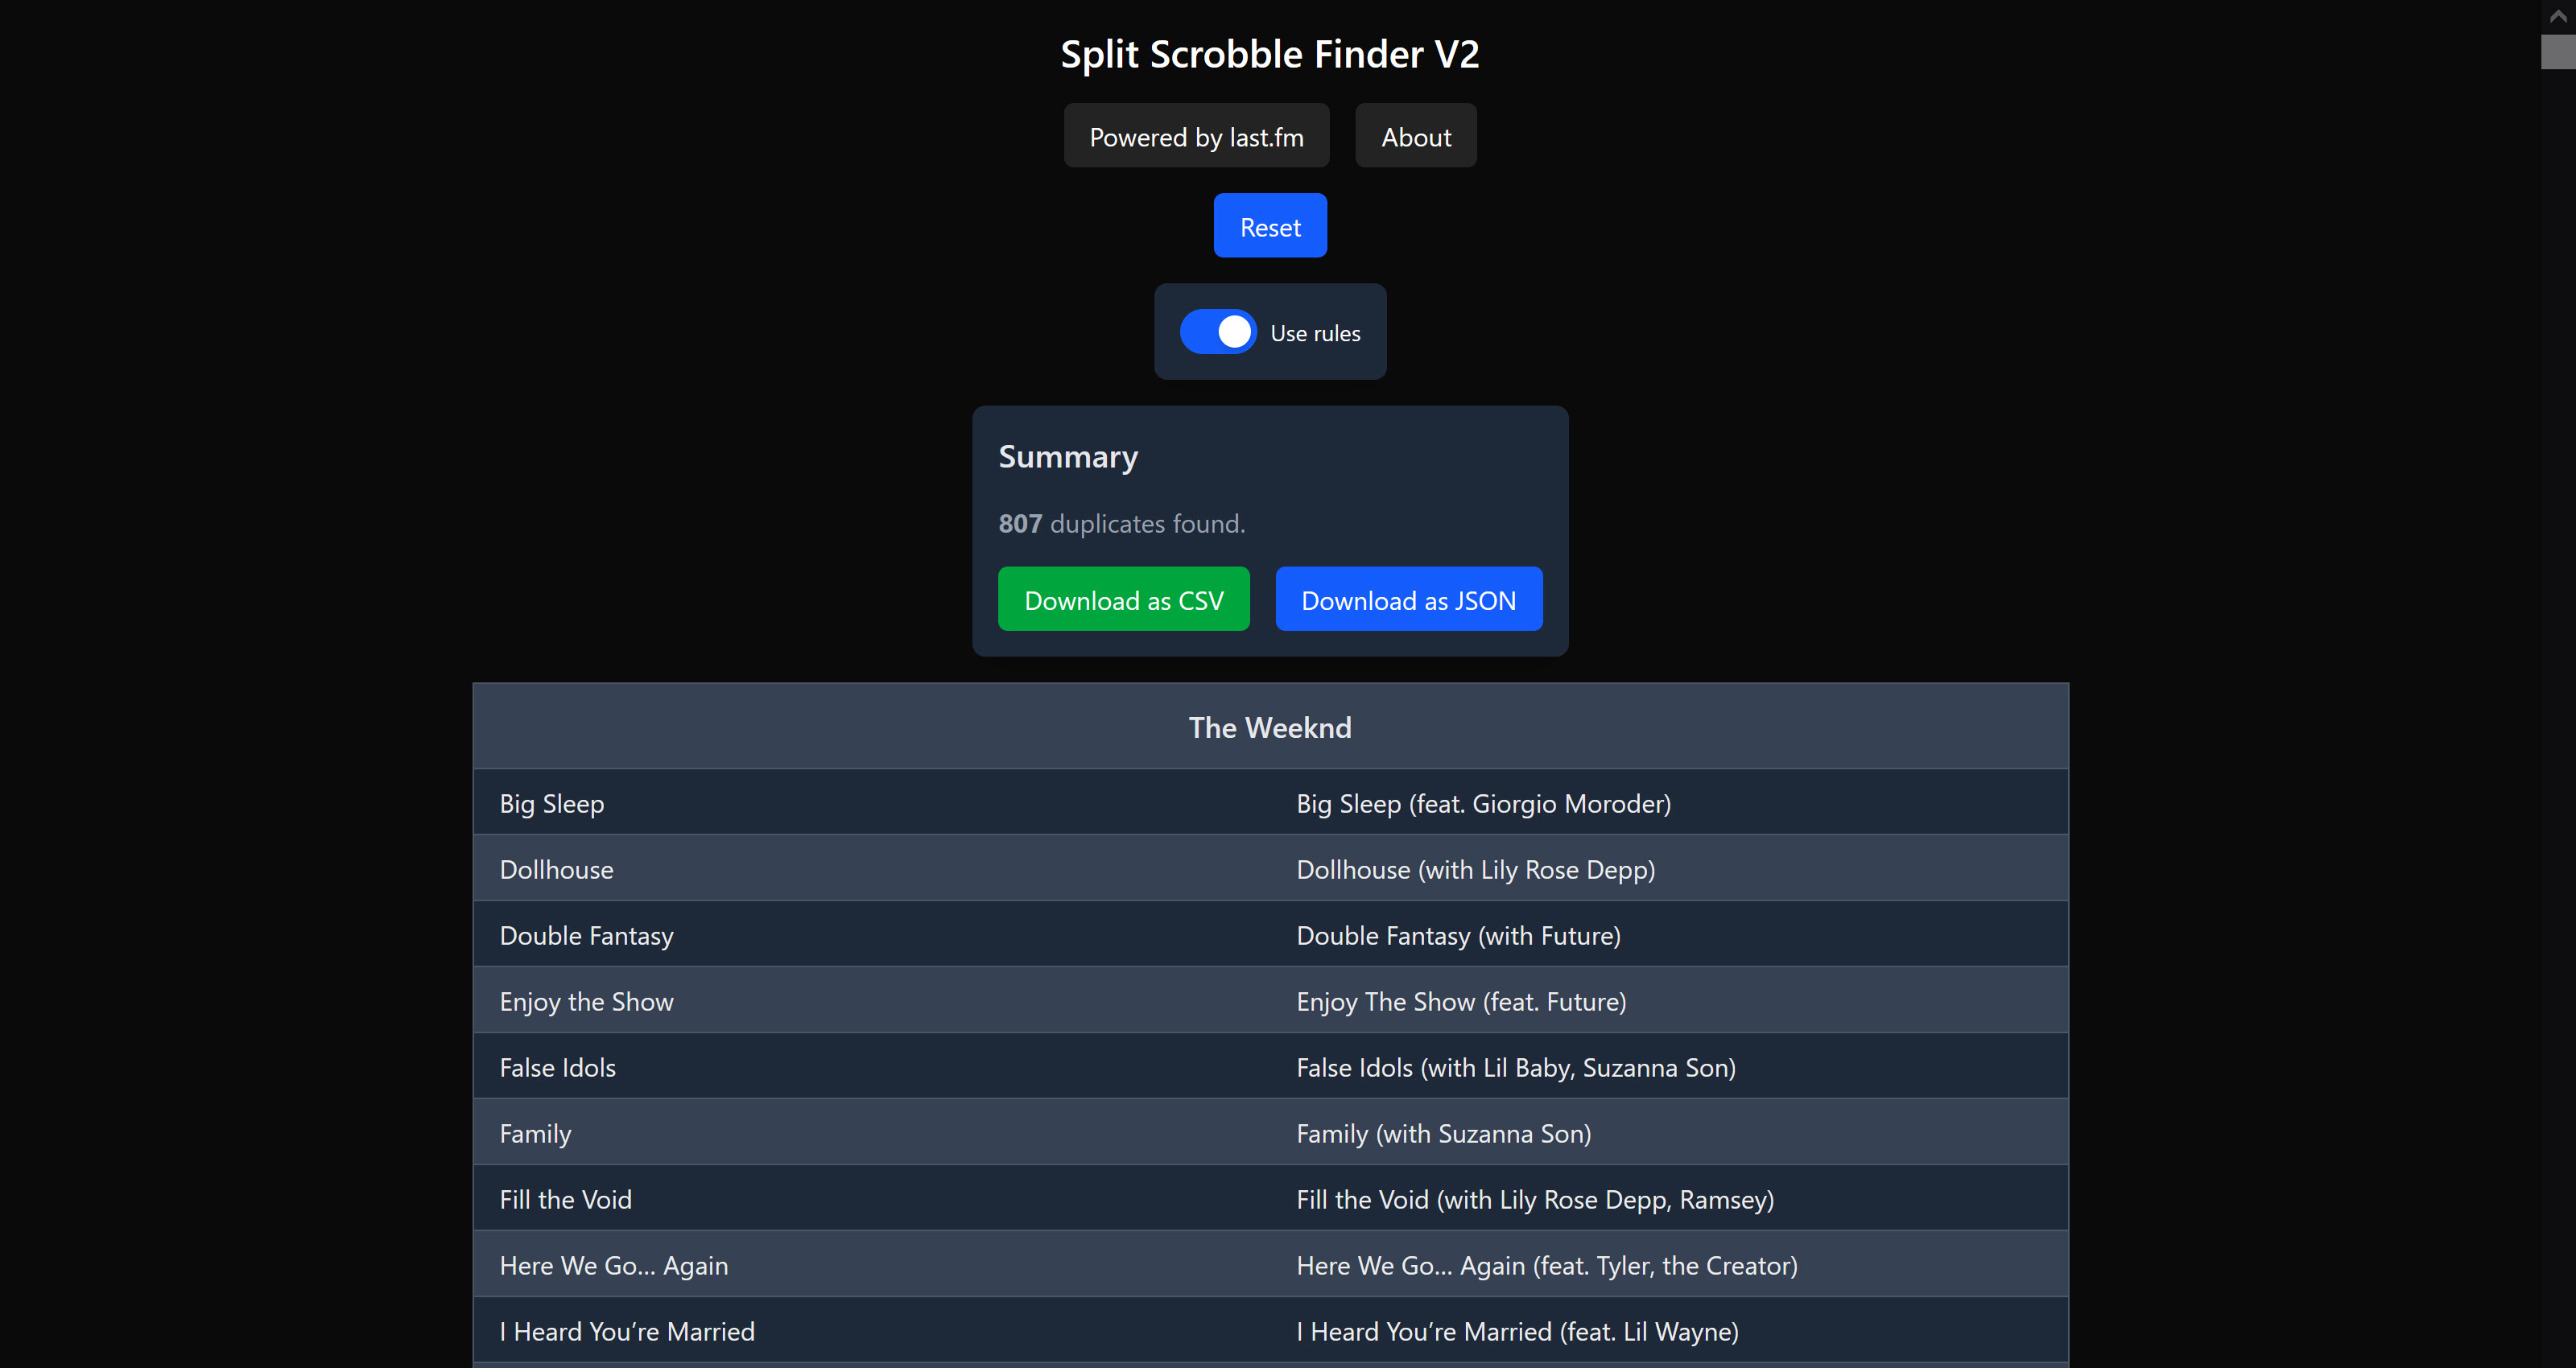 Split Scrobble Finder V2
Powered by last.fm About
Reset
Use rules
Summary
807 duplicates found.
Download as CSV Download as JSON
The Weeknd
Big Sleep Big Sleep (feat. Giorgio Moroder)
Dollhouse Dollhouse (with Lily Rose Depp)
Double Fantasy Double Fantasy (with Future)
Enjoy the Show Enjoy The Show (feat. Future)
False Idols False Idols (with Lil Baby, Suzanna Son)
Family Family (with Suzanna Son)
Fill the Void Fill the Void (with Lily Rose Depp, Ramsey)
Here We Go… Again Here We Go… Again (feat. Tyler, the Creator)
I Heard You’re Married I Heard You’re Married (feat. Lil Wayne)